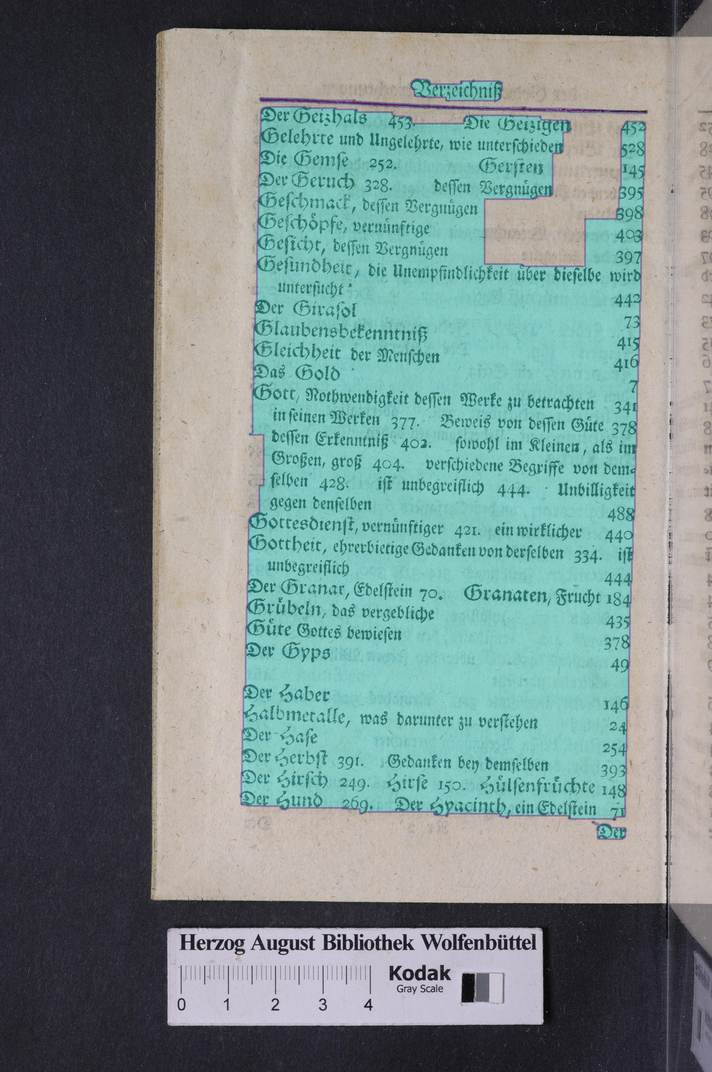 Verzeichniß
Der Geitzhals 453. Die Geitzigen 452
Gelehrte und Ungelehrte, wie unterschieden 528
Die Gemse 252. Gersten 145
Der Geruch 328. dessen Vergnügen 395
Geschmack, dessen Vergnügen 398
Geschöpfe, vernünftige 403
Gesicht, dessen Vergnügen 397
Gesundheit, die Unempfindlichkeit über dieselbe wird
untersucht 442
Der Girasol 73
Glaubensbekenntniß 415
Gleichheit der Menschen 416
Das Gold 7
Gott, Nothwendigkeit dessen Werke zu betrachten 341
in seinen Werken 377. Beweis von dessen Güte 378
dessen Erkenntniß 402. sowohl im Kleinen, als im
Großen, groß 404. verschiedene Begriffe von dem-
selben 428. ist unbegreiflich 444. Unbilligkeit
gegen denselben 488
Gottesdienst, vernünftiger 421. ein wirklicher 440
Gottheit, ehrerbietige Gedanken von derselben 334. ist
unbegreiflich 444
Der Granat, Edelstein 70. Granaten, Frucht 184
Grübeln, das vergebliche 435
Güte Gottes bewiesen 378
Der Gyps 49
Der Haber 146
Halbmetalle, was darunter zu verstehen 24
Der Hase 254
Der Herbst 391. Gedanken bey demselben 393
Der Hirsch 249. Hirse 150. Hülsenfrüchte 148
Der Hund 269. Der Hyacinth, ein Edelstein 71
Der
Herzog August Bibliothek Wolfenbüttel
Kodak
Gray Scale
0 1 2 3 4